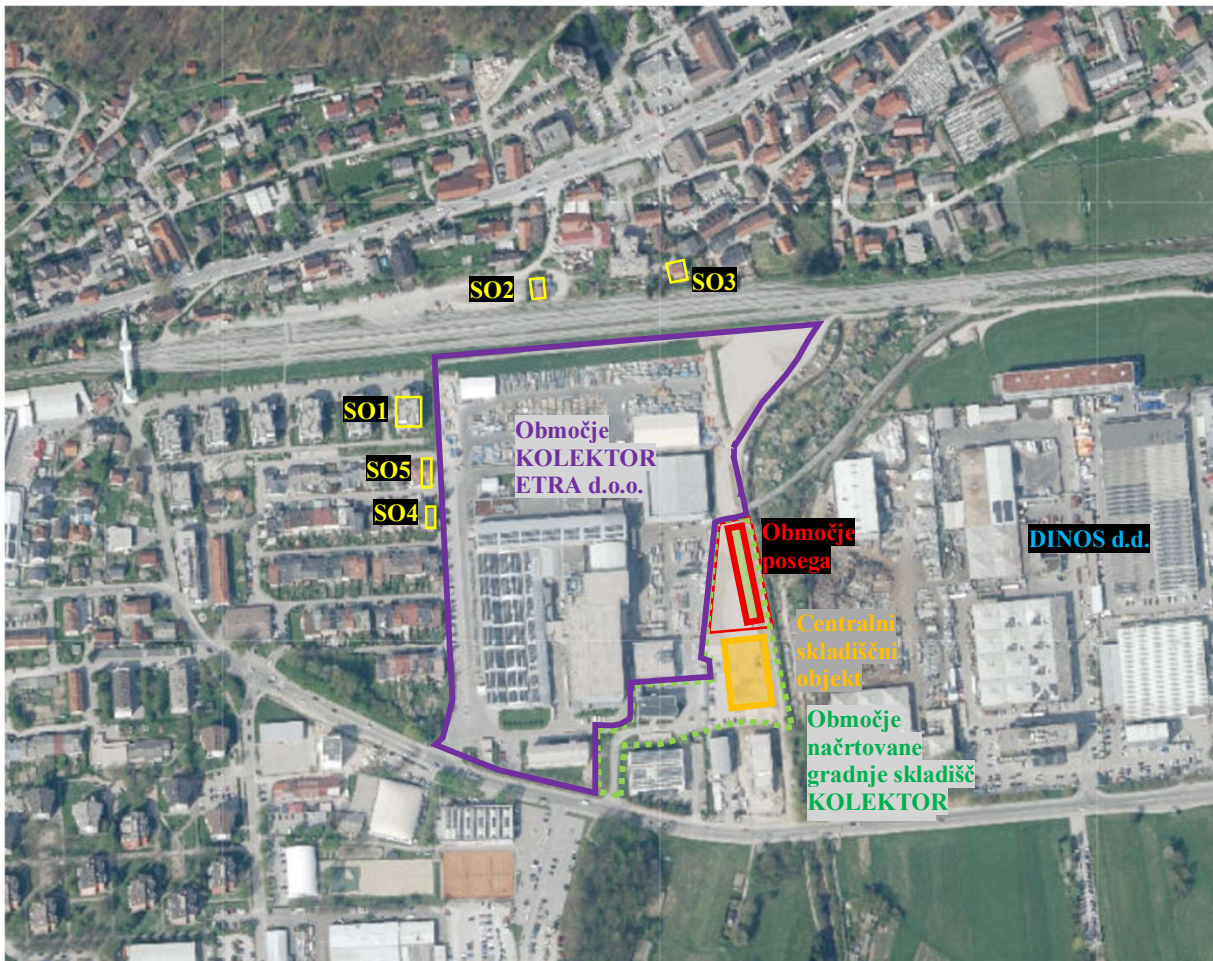 SO2
SO3
SO1
SO5
SO4
Območje
KOLEKTOR
ETRA d.o.o.
Območje
posega
DINOS d.d.
Centralni
skladiščni
objekt
Območje
načrtovane
gradnje skladišč
KOLEKTOR